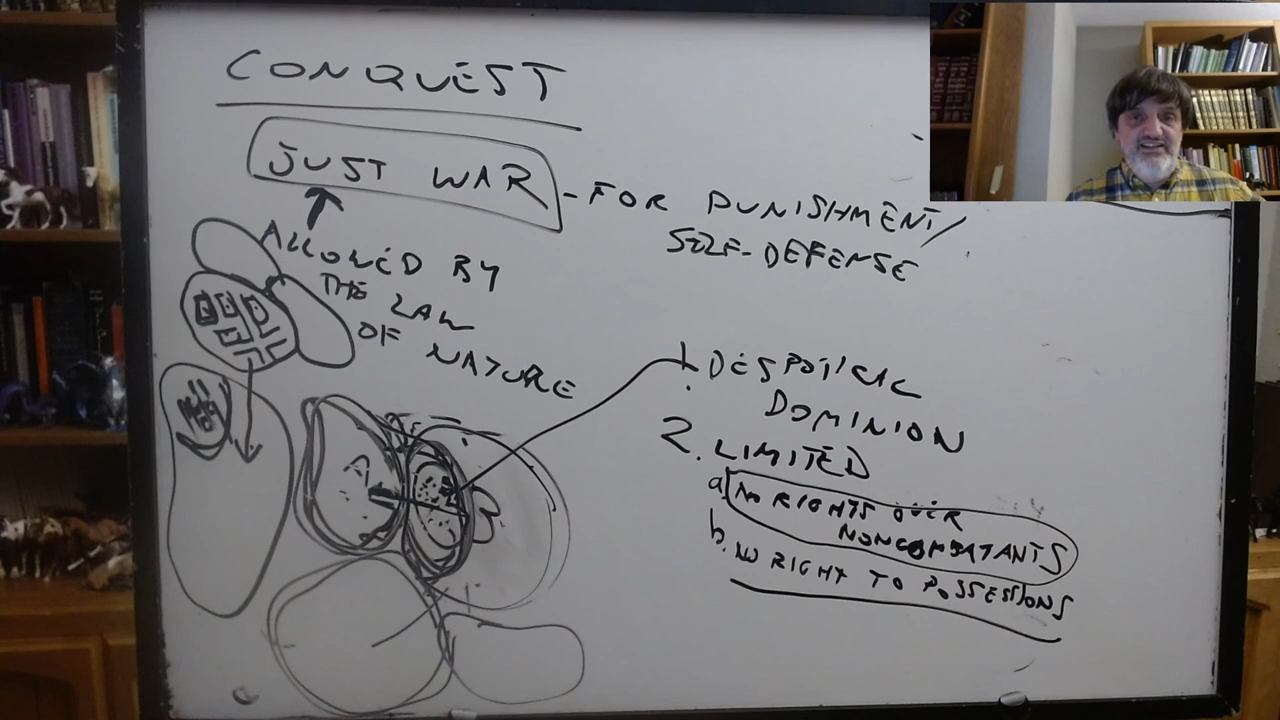 CONQUEST
JUST WAR - FOR PUNISHMENT/
SELF-DEFENSE
ALLOWED BY
THE LAW
OF NATURE
1. DESPOTICAL
DOMINION
2. LIMITED
a. NO RIGHTS OVER
NONCOMBATANTS
b. NO RIGHT TO POSSESSIONS